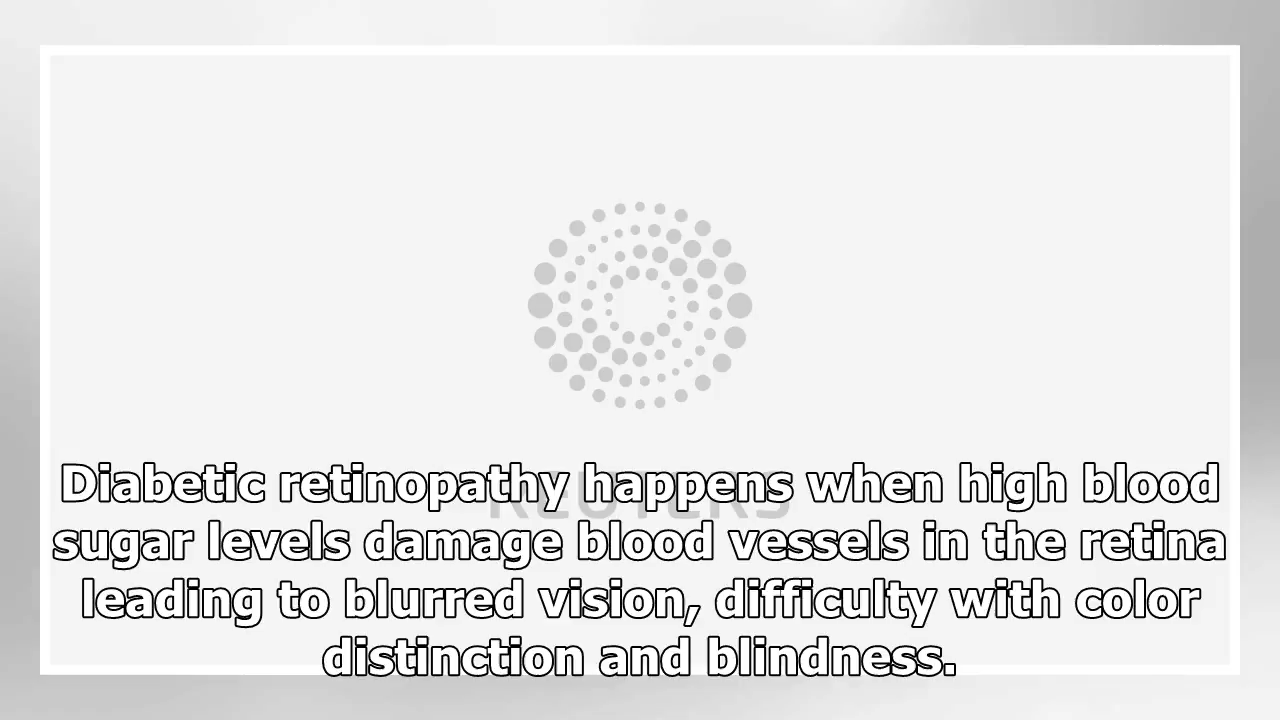 Diabetic retinopathy happens when high blood
REUTERS
sugar levels damage blood vessels in the retina
leading to blurred vision, difficulty with color
distinction and blindness.